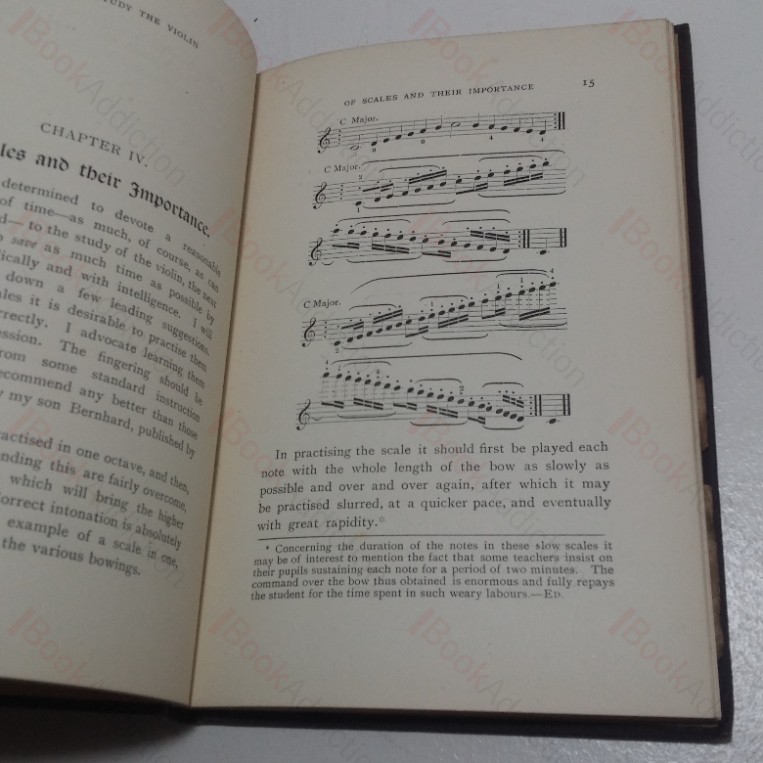 TUDY THE VIOLIN
CHAPTER IV.
les and their Importance.
determined to devote a reasonable
of time—as much, of course, as can
d—to the study of the violin, the next
o save as much time as possible by
ically and with intelligence. I will
down a few leading suggestions.
ales it is desirable to practise them
rrectly. I advocate learning them
ession. The fingering should be
from some standard instruction
recommend any better than those
y my son Bernhard, published by
ractised in one octave, and then,
nding this are fairly overcome,
which will bring the higher
Correct intonation is absolutely
example of a scale in one,
the various bowings.
OF SCALES AND THEIR IMPORTANCE 15
C Major.
C Major.
C Major.
In practising the scale it should first be played each
note with the whole length of the bow as slowly as
possible and over and over again, after which it may
be practised slurred, at a quicker pace, and eventually
with great rapidity.*
* Concerning the duration of the notes in these slow scales it
may be of interest to mention the fact that some teachers insist on
their pupils sustaining each note for a period of two minutes. The
command over the bow thus obtained is enormous and fully repays
the student for the time spent in such weary labours.—ED.
BookAddiction